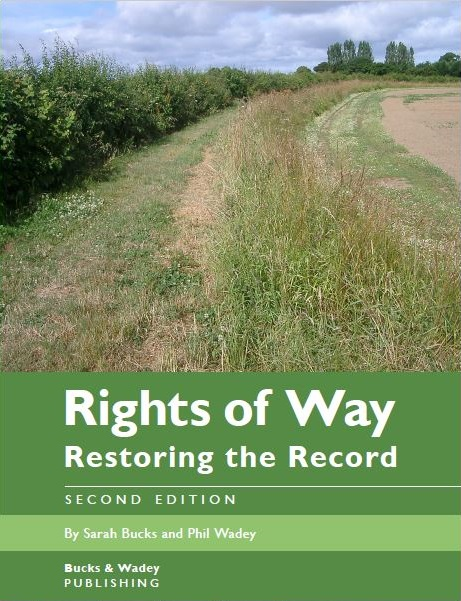 Rights of Way
Restoring the Record
SECOND EDITION
By Sarah Bucks and Phil Wadey
Bucks & Wadey
PUBLISHING